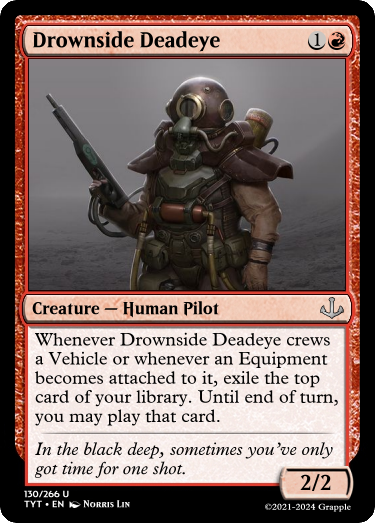 Drownside Deadeye 1
Creature — Human Pilot
Whenever Drownside Deadeye crews
a Vehicle or whenever an Equipment
becomes attached to it, exile the top
card of your library. Until end of turn,
you may play that card.
In the black deep, sometimes you've only
got time for one shot.
2/2
130/266 U
TYT • EN Norris Lin
©2021-2024 Grapple